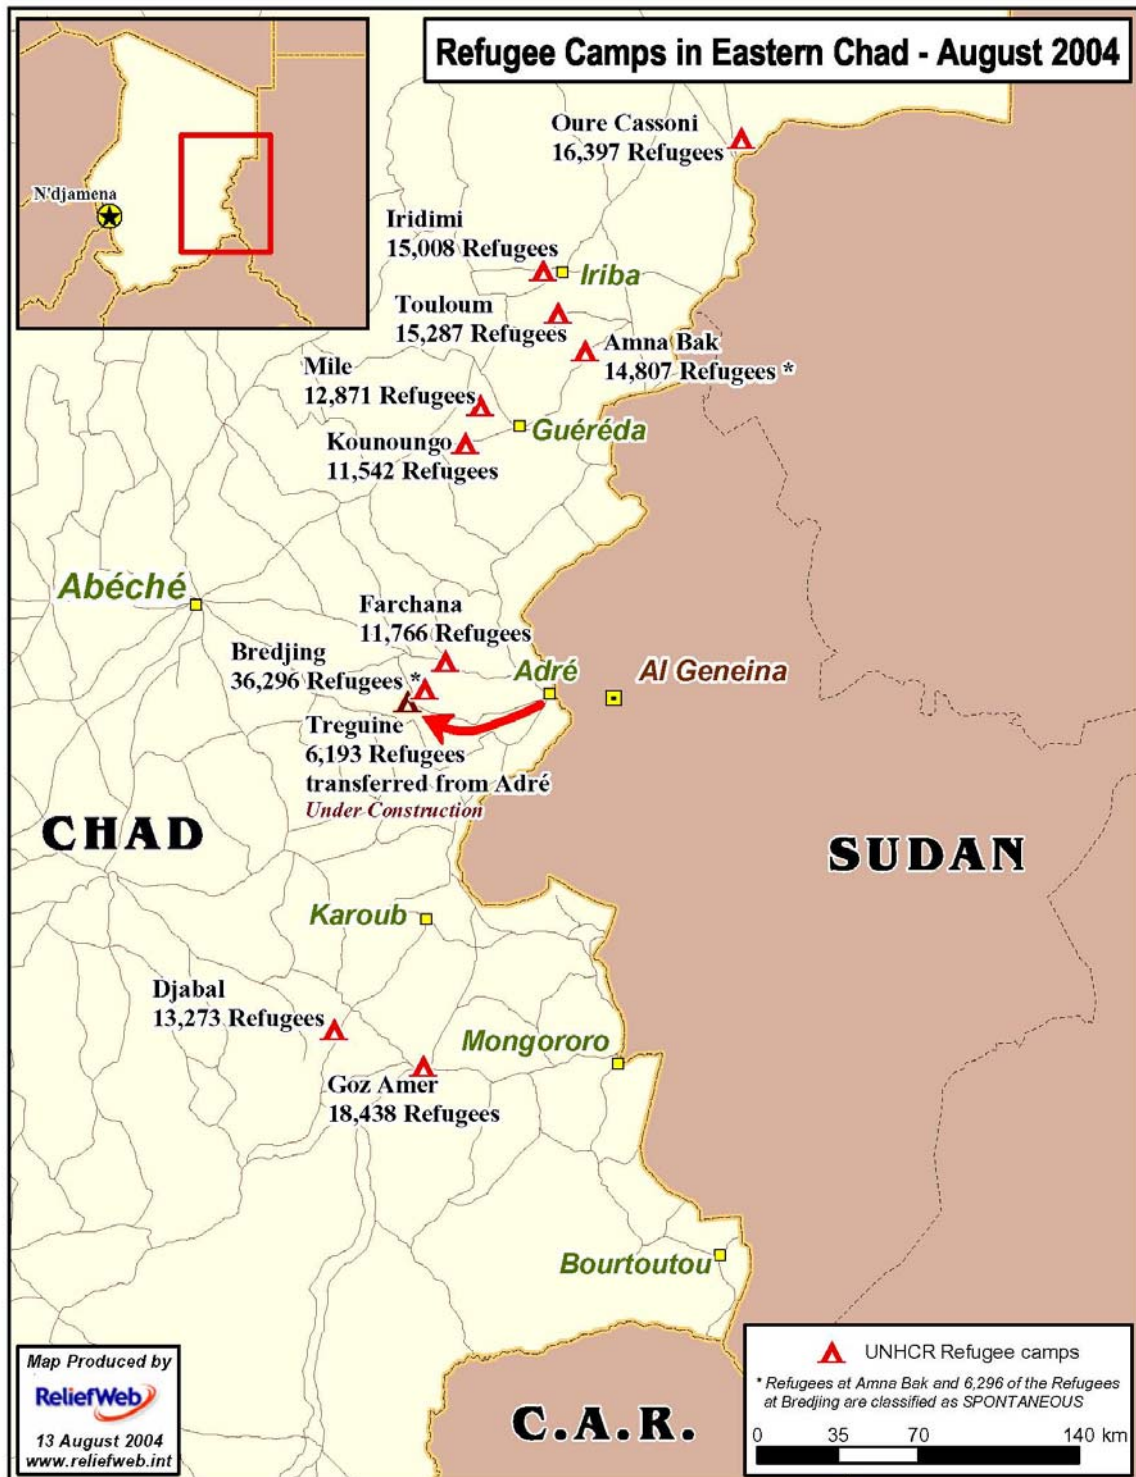 Refugee Camps in Eastern Chad - August 2004
N'djamena
Oure Cassoni
16,397 Refugees
Iridimi
15,008 Refugees
Iriba
Touloum
15,287 Refugees
Amna Bak
14,807 Refugees *
Mile
12,871 Refugees
Guéréda
Kounoungo
11,542 Refugees
Abéché
Farchana
11,766 Refugees
Bredjing
36,296 Refugees *
Adré
Al Geneina
Treguine
6,193 Refugees
transferred from Adré
Under Construction
CHAD
SUDAN
Karoub
Djabal
13,273 Refugees
Mongororo
Goz Amer
18,438 Refugees
Bourtoutou
C.A.R.
Map Produced by
ReliefWeb
13 August 2004
www.reliefweb.int
UNHCR Refugee camps
* Refugees at Amna Bak and 6,296 of the Refugees
at Bredjing are classified as SPONTANEOUS
0 35 70 140 km